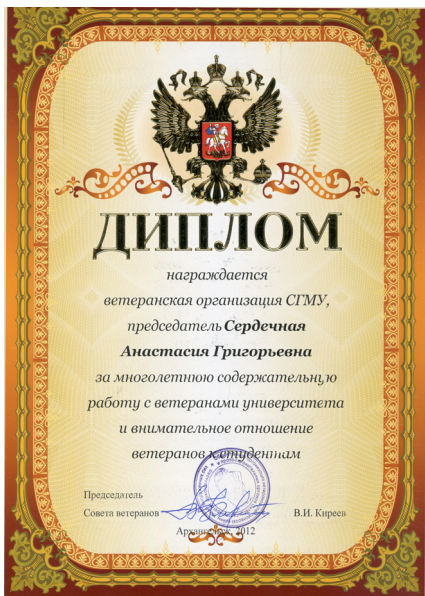 ДИПЛОМ
награждается
ветеранская организация СГМУ,
председатель Сердечная
Анастасия Григорьевна
за многолетнюю содержательную
работу с ветеранами университета
и внимательное отношение
ветеранов к студентам
Председатель
Совета ветеранов В.И. Киреев
Архангельск, 2012